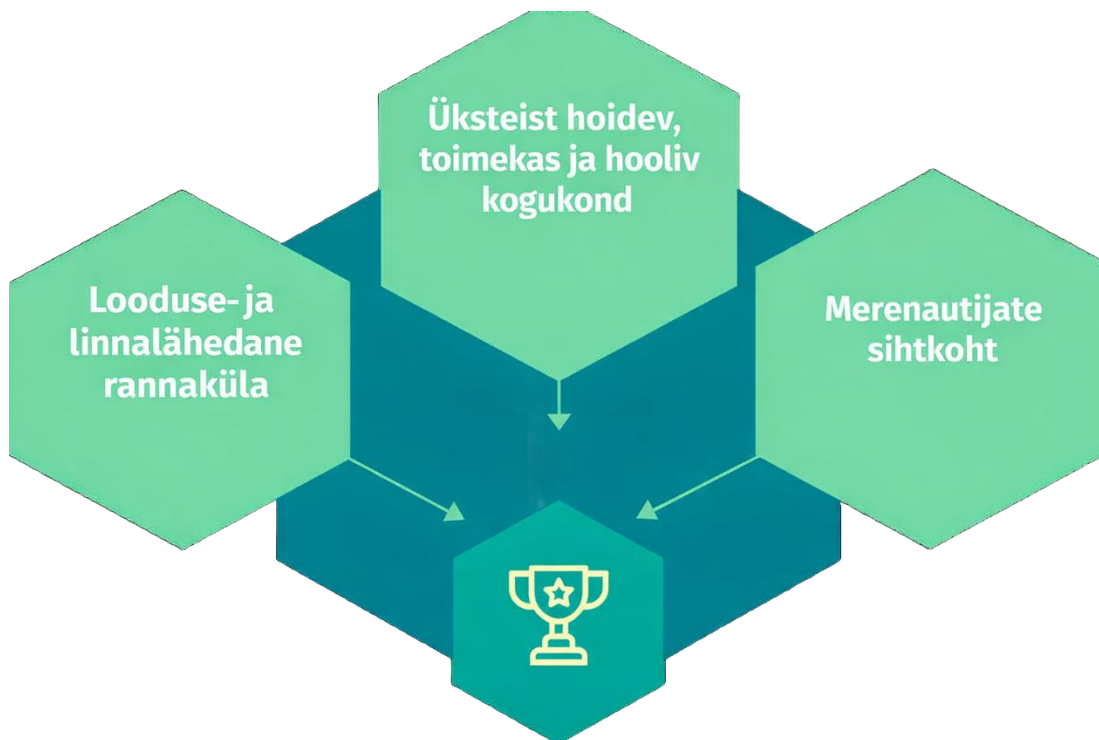 Üksteist hoidev,
toimekas ja hooliv
kogukond
Looduse- ja
linnalähedane
rannaküla
Merenautijate
sihtkoht